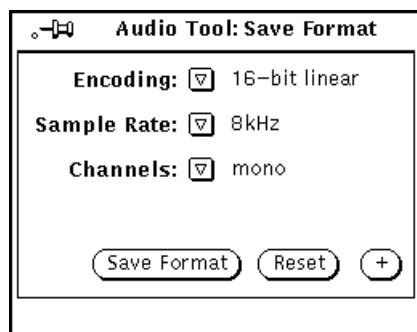 Audio Tool: Save Format
Encoding: 16-bit linear
Sample Rate: 8kHz
Channels: mono
Save Format Reset +